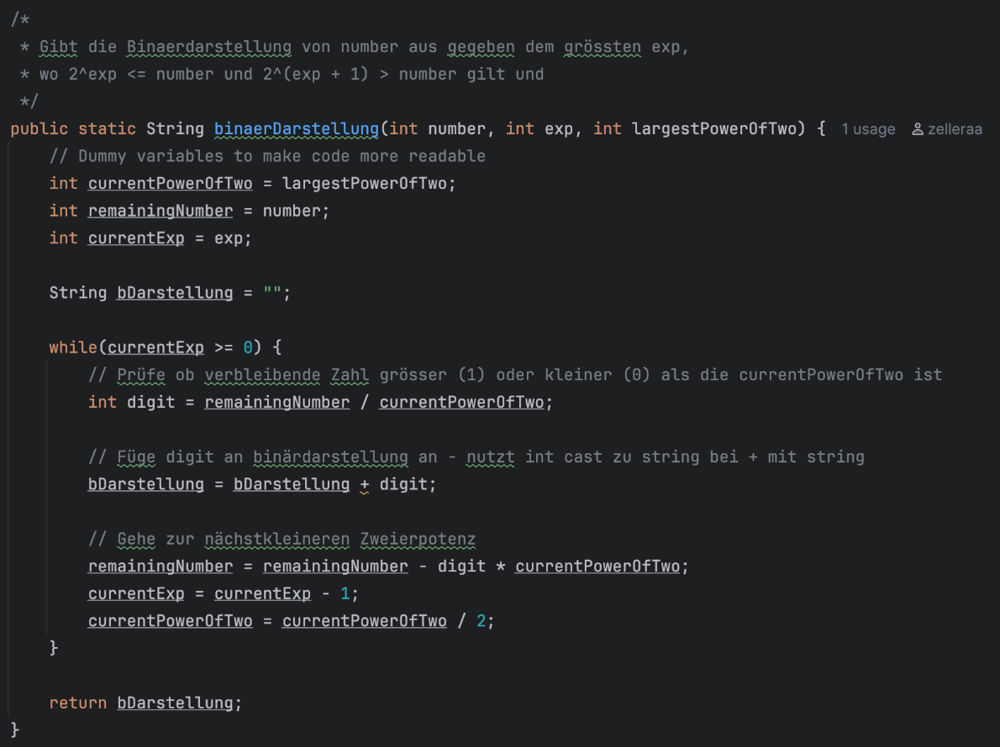 /*
 * Gibt die Binaerdarstellung von number aus gegeben dem grössten exp,
 * wo 2^exp <= number und 2^(exp + 1) > number gilt und
 */
public static String binaerDarstellung(int number, int exp, int largestPowerOfTwo) { 1 usage zelleraa
    // Dummy variables to make code more readable
    int currentPowerOfTwo = largestPowerOfTwo;
    int remainingNumber = number;
    int currentExp = exp;

    String bDarstellung = "";

    while(currentExp >= 0) {
        // Prüfe ob verbleibende Zahl grösser (1) oder kleiner (0) als die currentPowerOfTwo ist
        int digit = remainingNumber / currentPowerOfTwo;

        // Füge digit an binärdarstellung an - nutzt int cast zu string bei + mit string
        bDarstellung = bDarstellung + digit;

        // Gehe zur nächstkleineren Zweierpotenz
        remainingNumber = remainingNumber - digit * currentPowerOfTwo;
        currentExp = currentExp - 1;
        currentPowerOfTwo = currentPowerOfTwo / 2;
    }

    return bDarstellung;
}